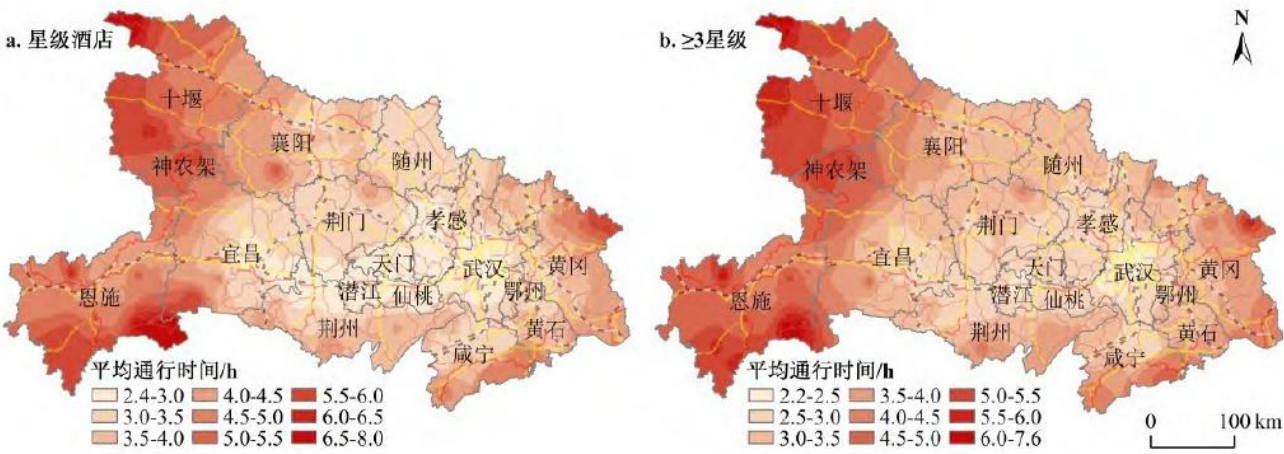 a. 星级酒店
十堰
神农架
襄阳
随州
荆门
孝感
宜昌
天门
武汉
黄冈
恩施
潜江
仙桃
鄂州
荆州
黄石
咸宁
平均通行时间/h
2.4-3.0 4.0-4.5 5.5-6.0
3.0-3.5 4.5-5.0 6.0-6.5
3.5-4.0 5.0-5.5 6.5-8.0
b. ≥3星级
N
十堰
神农架
襄阳
随州
荆门
孝感
宜昌
天门
武汉
黄冈
恩施
潜江
仙桃
鄂州
荆州
黄石
咸宁
平均通行时间/h
2.2-2.5 3.5-4.0 5.0-5.5
2.5-3.0 4.0-4.5 5.5-6.0
3.0-3.5 4.5-5.0 6.0-7.6
0 100 km